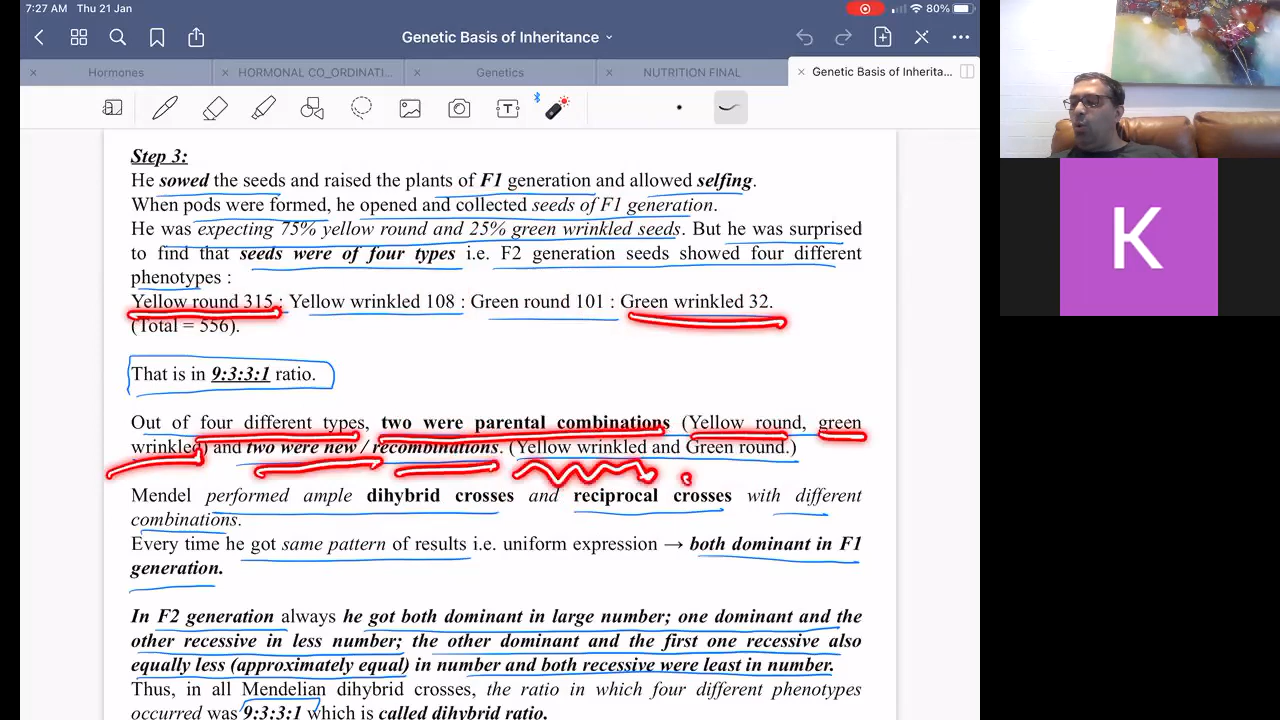 7:27 AM Thu 21 Jan
80%
Genetic Basis of Inheritance
Hormones
HORMONAL CO_ORDINATI...
Genetics
NUTRITION FINAL
Genetic Basis of Inherita...
Step 3:
He sowed the seeds and raised the plants of F1 generation and allowed selfing.
When pods were formed, he opened and collected seeds of F1 generation.
He was expecting 75% yellow round and 25% green wrinkled seeds. But he was surprised
to find that seeds were of four types i.e. F2 generation seeds showed four different
phenotypes :
Yellow round 315 : Yellow wrinkled 108 : Green round 101 : Green wrinkled 32.
(Total = 556).
That is in 9:3:3:1 ratio.
Out of four different types, two were parental combinations (Yellow round, green
wrinkled) and two were new / recombinations. (Yellow wrinkled and Green round.)
Mendel performed ample dihybrid crosses and reciprocal crosses with different
combinations.
Every time he got same pattern of results i.e. uniform expression → both dominant in F1
generation.
In F2 generation always he got both dominant in large number; one dominant and the
other recessive in less number; the other dominant and the first one recessive also
equally less (approximately equal) in number and both recessive were least in number.
Thus, in all Mendelian dihybrid crosses, the ratio in which four different phenotypes
occurred was 9:3:3:1 which is called dihybrid ratio.
K